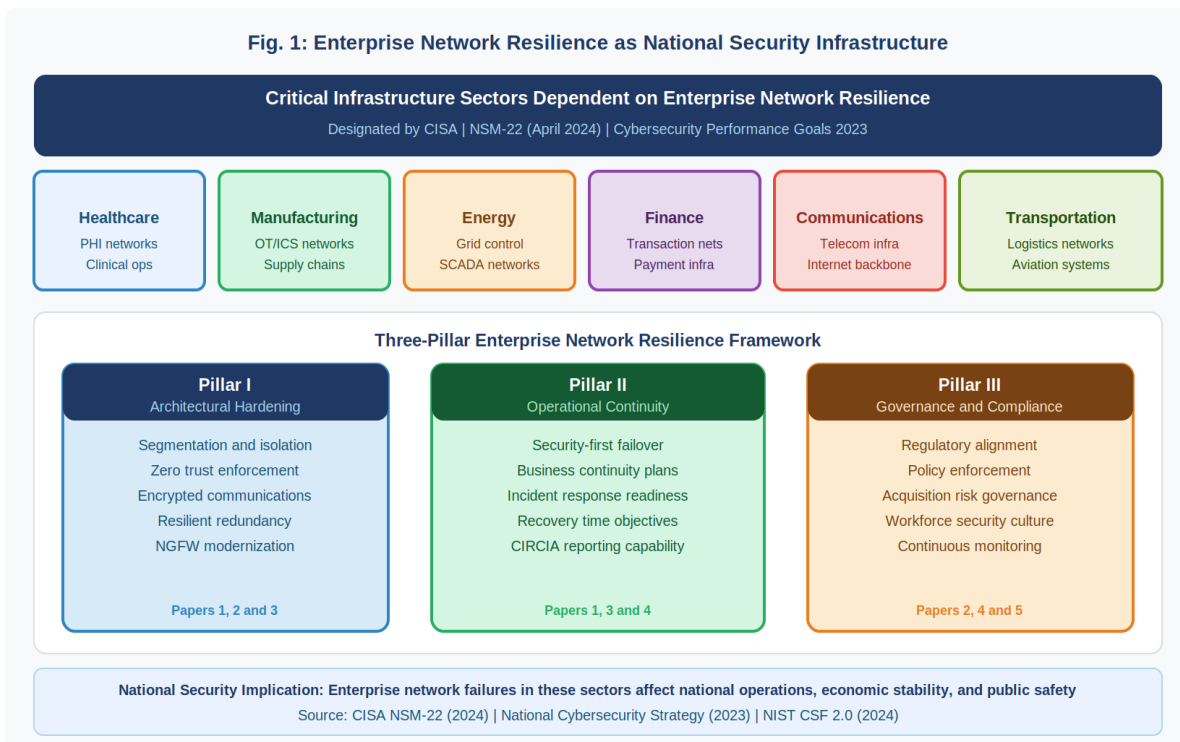 Fig. 1: Enterprise Network Resilience as National Security Infrastructure
Critical Infrastructure Sectors Dependent on Enterprise Network Resilience
Designated by CISA | NSM-22 (April 2024) | Cybersecurity Performance Goals 2023
Healthcare
PHI networks
Clinical ops
Manufacturing
OT/ICS networks
Supply chains
Energy
Grid control
SCADA networks
Finance
Transaction nets
Payment infra
Communications
Telecom infra
Internet backbone
Transportation
Logistics networks
Aviation systems
Three-Pillar Enterprise Network Resilience Framework
Pillar I
Architectural Hardening
Segmentation and isolation
Zero trust enforcement
Encrypted communications
Resilient redundancy
NGFW modernization
Papers 1, 2 and 3
Pillar II
Operational Continuity
Security-first failover
Business continuity plans
Incident response readiness
Recovery time objectives
CIRCIA reporting capability
Papers 1, 3 and 4
Pillar III
Governance and Compliance
Regulatory alignment
Policy enforcement
Acquisition risk governance
Workforce security culture
Continuous monitoring
Papers 2, 4 and 5
National Security Implication: Enterprise network failures in these sectors affect national operations, economic stability, and public safety
Source: CISA NSM-22 (2024) | National Cybersecurity Strategy (2023) | NIST CSF 2.0 (2024)